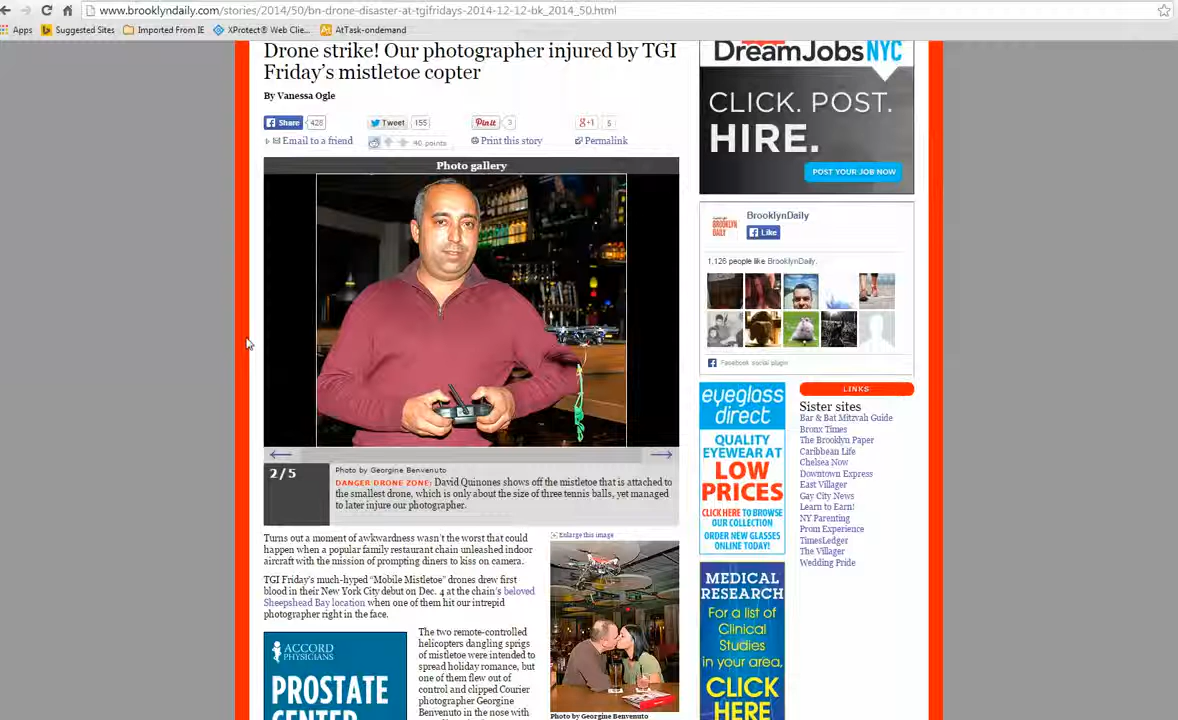 www.brooklyndaily.com/stories/2014/50/bn-drone-disaster-at-tgifridays-2014-12-12-bk_2014_50.html
Apps Suggested Sites Imported From IE XProtect® Web Clie... AtTask-ondemand
Drone strike! Our photographer injured by TGI
Friday's mistletoe copter
By Vanessa Ogle
Share 428 Tweet 155 Pin it 3 g+1 5
Email to a friend 40 points Print this story Permalink
Photo gallery
2/5
Photo by Georgine Benvenuto
DANGER DRONE ZONE: David Quinones shows off the mistletoe that is attached to
the smallest drone, which is only about the size of three tennis balls, yet managed
to later injure our photographer.
Turns out a moment of awkwardness wasn't the worst that could
happen when a popular family restaurant chain unleashed indoor
aircraft with the mission of prompting diners to kiss on camera.
TGI Friday's much-hyped "Mobile Mistletoe" drones drew first
blood in their New York City debut on Dec. 4 at the chain's beloved
Sheepshead Bay location when one of them hit our intrepid
photographer right in the face.
ACCORD
PHYSICIANS
PROSTATE
CENTER
The two remote-controlled
helicopters dangling sprigs
of mistletoe were intended to
spread holiday romance, but
one of them flew out of
control and clipped Courier
photographer Georgine
Benvenuto in the nose with
Enlarge this image
Photo by Georgine Benvenuto
DreamJobs NYC
CLICK. POST.
HIRE.
POST YOUR JOB NOW
BROOKLYN
DAILY
BrooklynDaily
Like
1,126 people like BrooklynDaily.
Facebook social plugin
eyeglass
direct
QUALITY
EYEWEAR AT
LOW
PRICES
CLICK HERE TO BROWSE
OUR COLLECTION
ORDER NEW GLASSES
ONLINE TODAY!
MEDICAL
RESEARCH
For a list of
Clinical
Studies
in your area,
CLICK
HERE
LINKS
Sister sites
Bar & Bat Mitzvah Guide
Bronx Times
The Brooklyn Paper
Caribbean Life
Chelsea Now
Downtown Express
East Villager
Gay City News
Learn to Earn!
NY Parenting
Prom Experience
TimesLedger
The Villager
Wedding Pride